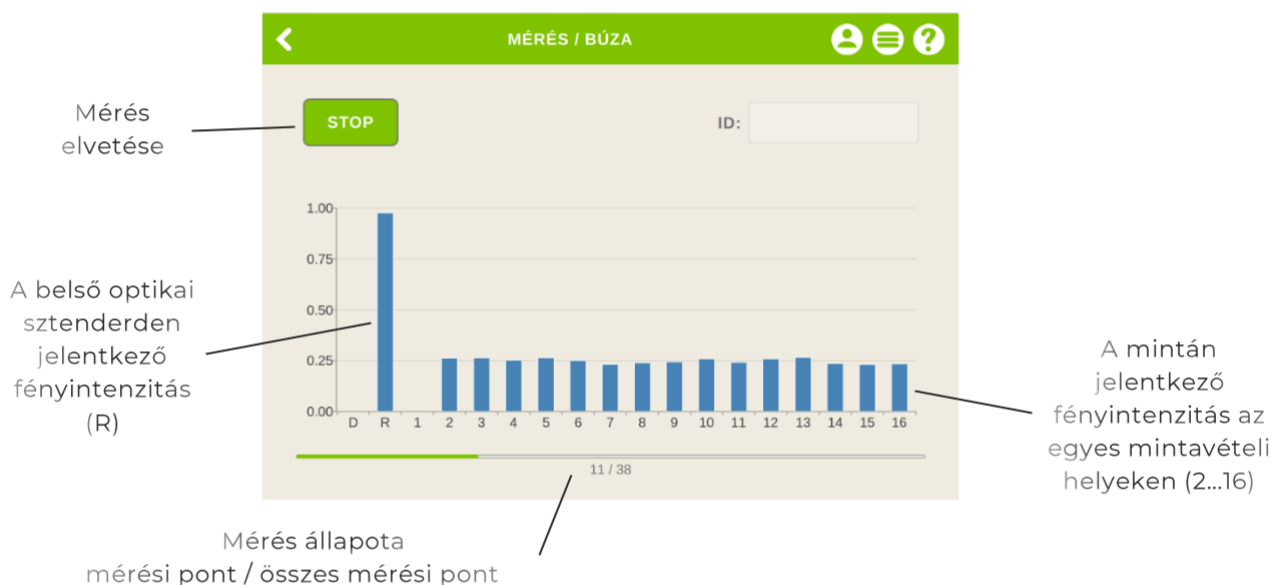 MÉRÉS / BÚZA
?
Mérés
elvetése
STOP
ID:
1.00
0.75
0.50
0.25
0.00
D R 1 2 3 4 5 6 7 8 9 10 11 12 13 14 15 16
11 / 38
A belső optikai
sztenderden
jelentkező
fényintenzitás
(R)
A mintán
jelentkező
fényintenzitás az
egyes mintavételi
helyeken (2...16)
Mérés állapota
mérési pont / összes mérési pont